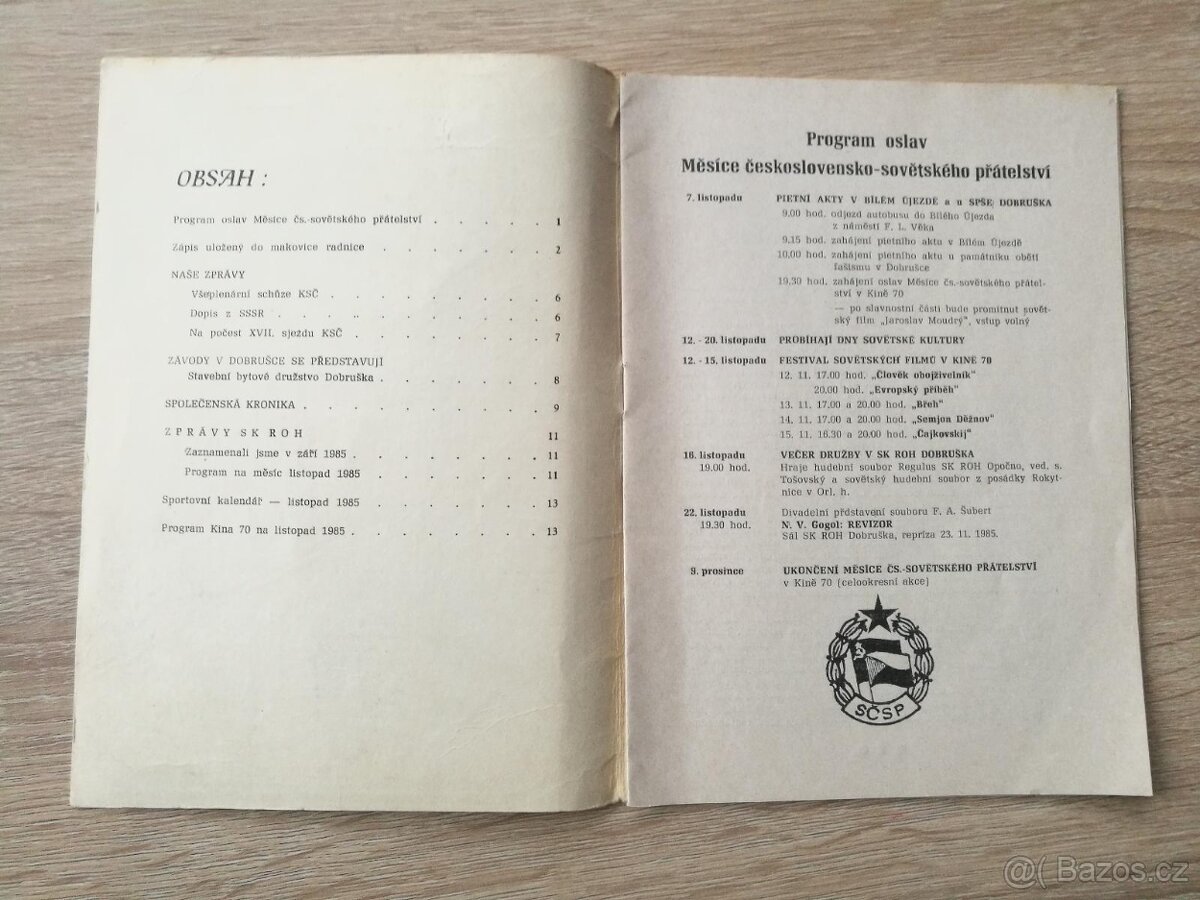 OBSAH :
Program oslav Měsíce čs.-sovětského přátelství . . . . . 1
Zápis uložený do makovice radnice . . . . . . . 2
NAŠE ZPRÁVY
Všeplenární schůze KSČ . . . . . . . . . 6
Dopis z SSSR . . . . . . . . . . . 6
Na počest XVII. sjezdu KSČ . . . . . . . . 7
ZÁVODY V DOBRUŠCE SE PŘEDSTAVUJÍ
Stavební bytové družstvo Dobruška . . . . . . . 8
SPOLEČENSKÁ KRONIKA . . . . . . . . . 9
ZPRÁVY SK ROH 11
Zaznamenali jsme v září 1985 . . . . . . . . 11
Program na měsíc listopad 1985 . . . . . . . 11
Sportovní kalendář — listopad 1985 . . . . . . . 13
Program Kina 70 na listopad 1985 . . . . . . . 13
Program oslav
Měsíce československo-sovětského přátelství
7. listopadu PIETNÍ AKTY V BÍLÉM ÚJEZDĚ a u SPŠE DOBRUŠKA
9.00 hod. odjezd autobusu do Bílého Újezda
z náměstí F. L. Věka
9.15 hod. zahájení pietního aktu v Bílém Újezdě
10.00 hod. zahájení pietního aktu u památníku obětí
fašismu v Dobrušce
19.30 hod. zahájení oslav Měsíce čs.-sovětského přátel-
ství v Kině 70
— po slavnostní části bude promítnut sovět-
ský film „Jaroslav Moudrý", vstup volný
12. - 20. listopadu PROBÍHAJÍ DNY SOVĚTSKÉ KULTURY
12. - 15. listopadu FESTIVAL SOVĚTSKÝCH FILMŮ V KINĚ 70
12. 11. 17.00 hod. „Člověk obojživelník"
20.00 hod. „Evropský příběh"
13. 11. 17.00 a 20.00 hod. „Břeh"
14. 11. 17.00 a 20.00 hod. „Semjon Děžnov"
15. 11. 16.30 a 20.00 hod. „Čajkovskij"
16. listopadu VEČER DRUŽBY V SK ROH DOBRUŠKA
19.00 hod. Hraje hudební soubor Regulus SK ROH Opočno, ved. s.
Tošovský a sovětský hudební soubor z posádky Rokyt-
nice v Orl. h.
22. listopadu Divadelní přdstavení souboru F. A. Šubert
19.30 hod. N. V. Gogol: REVIZOR
Sál SK ROH Dobruška, repríza 23. 11. 1985.
9. prosince UKONČENÍ MĚSÍCE ČS.-SOVĚTSKÉHO PŘÁTELSTVÍ
v Kině 70 (celookresní akce)
SČSP
@( Bazos.cz